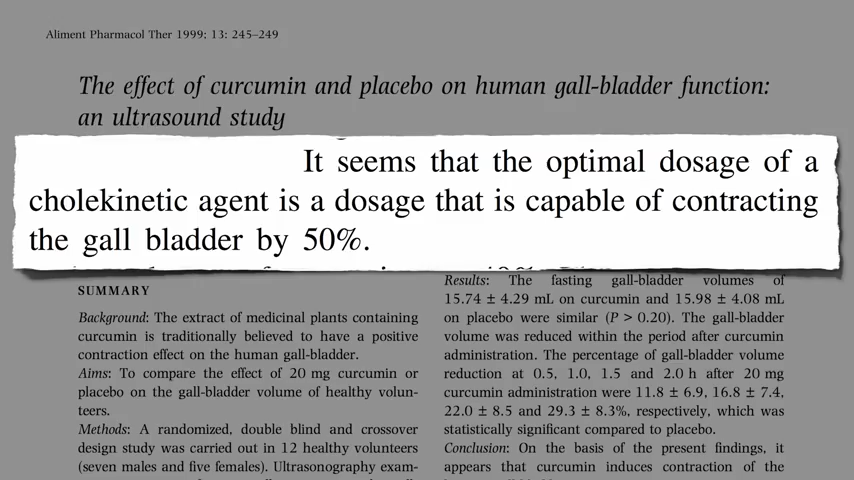 Aliment Pharmacol Ther 1999; 13: 245–249
The effect of curcumin and placebo on human gall-bladder function:
an ultrasound study
It seems that the optimal dosage of a
cholekinetic agent is a dosage that is capable of contracting
the gall bladder by 50%.
SUMMARY
Background: The extract of medicinal plants containing
curcumin is traditionally believed to have a positive
contraction effect on the human gall-bladder.
Aims: To compare the effect of 20 mg curcumin or
placebo on the gall-bladder volume of healthy volun-
teers.
Methods: A randomized, double blind and crossover
design study was carried out in 12 healthy volunteers
(seven males and five females). Ultrasonography exam-
Results: The fasting gall-bladder volumes of
15.74 ± 4.29 mL on curcumin and 15.98 ± 4.08 mL
on placebo were similar (P > 0.20). The gall-bladder
volume was reduced within the period after curcumin
administration. The percentage of gall-bladder volume
reduction at 0.5, 1.0, 1.5 and 2.0 h after 20 mg
curcumin administration were 11.8 ± 6.9, 16.8 ± 7.4,
22.0 ± 8.5 and 29.3 ± 8.3%, respectively, which was
statistically significant compared to placebo.
Conclusion: On the basis of the present findings, it
appears that curcumin induces contraction of the